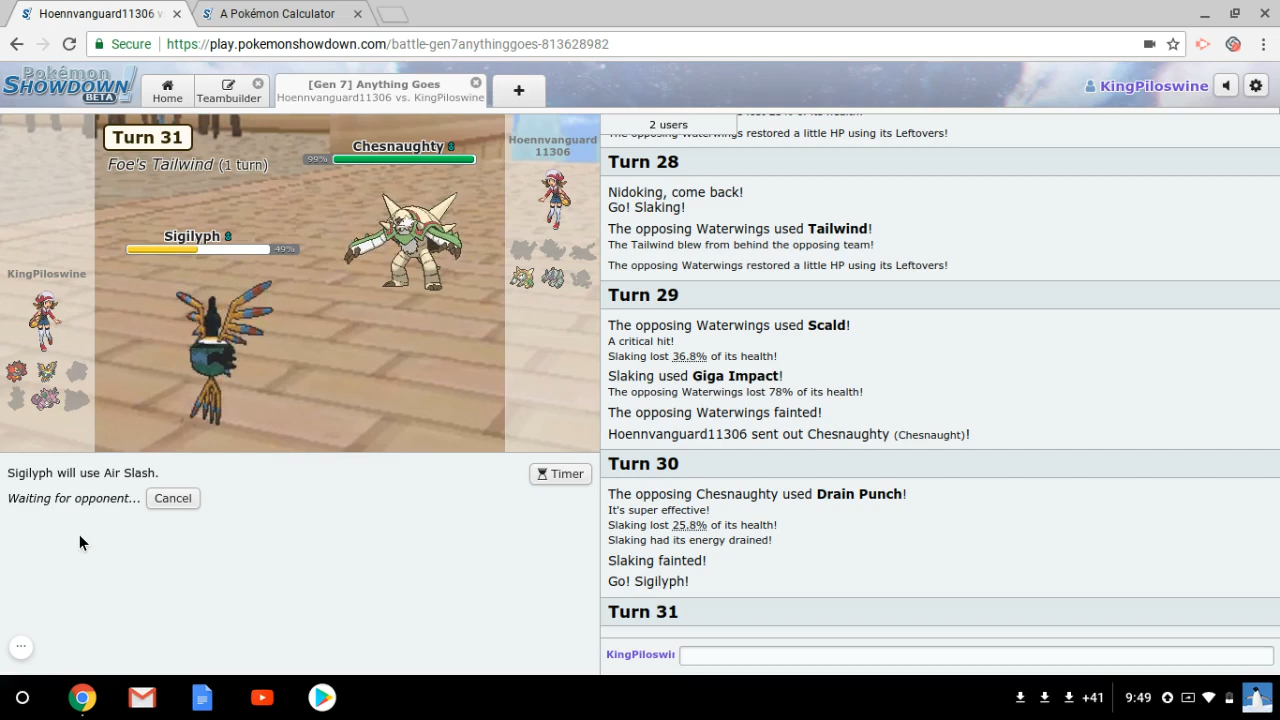 Hoennvanguard11306 v
A Pokémon Calculator
Secure
https://play.pokemonshowdown.com/battle-gen7anythinggoes-813628982
Pokémon
Showdown
BETA
Home
Teambuilder
[Gen 7] Anything Goes
Hoennvanguard11306 vs. KingPiloswine
+
KingPiloswine
Turn 31
Foe's Tailwind (1 turn)
Chesnaughty
99%
Sigilyph
49%
Hoennvanguard
11306
KingPiloswine
Sigilyph will use Air Slash.
Timer
Waiting for opponent...
Cancel
...
2 users
The opposing Waterwings restored a little HP using its Leftovers!
Turn 28
Nidoking, come back!
Go! Slaking!
The opposing Waterwings used Tailwind!
The Tailwind blew from behind the opposing team!
The opposing Waterwings restored a little HP using its Leftovers!
Turn 29
The opposing Waterwings used Scald!
A critical hit!
Slaking lost 36.8% of its health!
Slaking used Giga Impact!
The opposing Waterwings lost 78% of its health!
The opposing Waterwings fainted!
Hoennvanguard11306 sent out Chesnaughty (Chesnaught)!
Turn 30
The opposing Chesnaughty used Drain Punch!
It's super effective!
Slaking lost 25.8% of its health!
Slaking had its energy drained!
Slaking fainted!
Go! Sigilyph!
Turn 31
KingPiloswin
+41
9:49